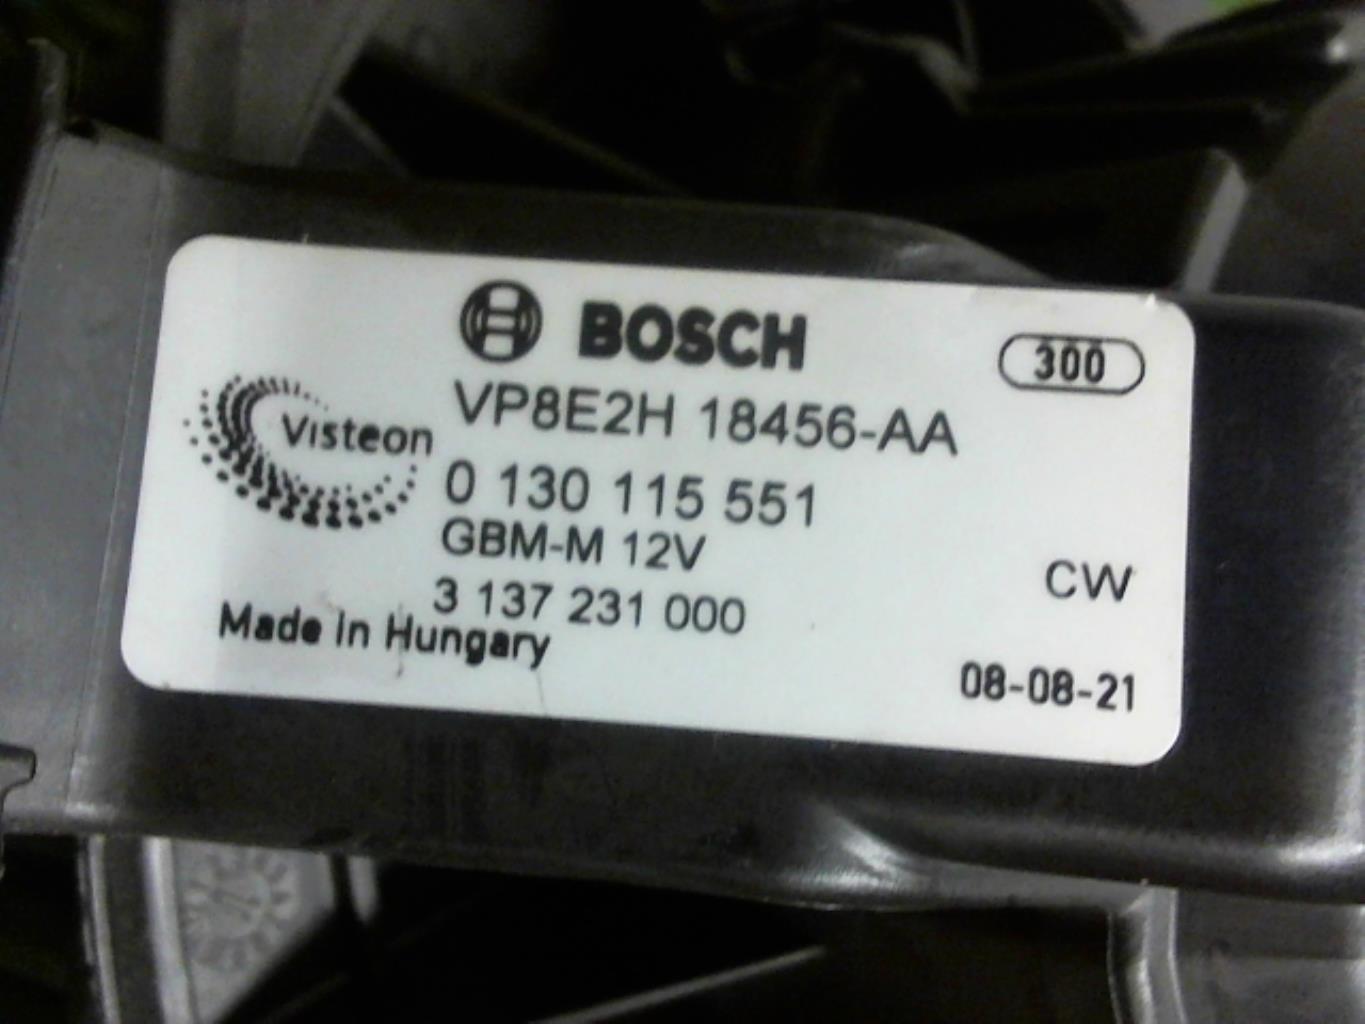 BOSCH
300
VP8E2H 18456-AA
Visteon
0 130 115 551
GBM-M 12V
CW
3 137 231 000
Made in Hungary
08-08-21